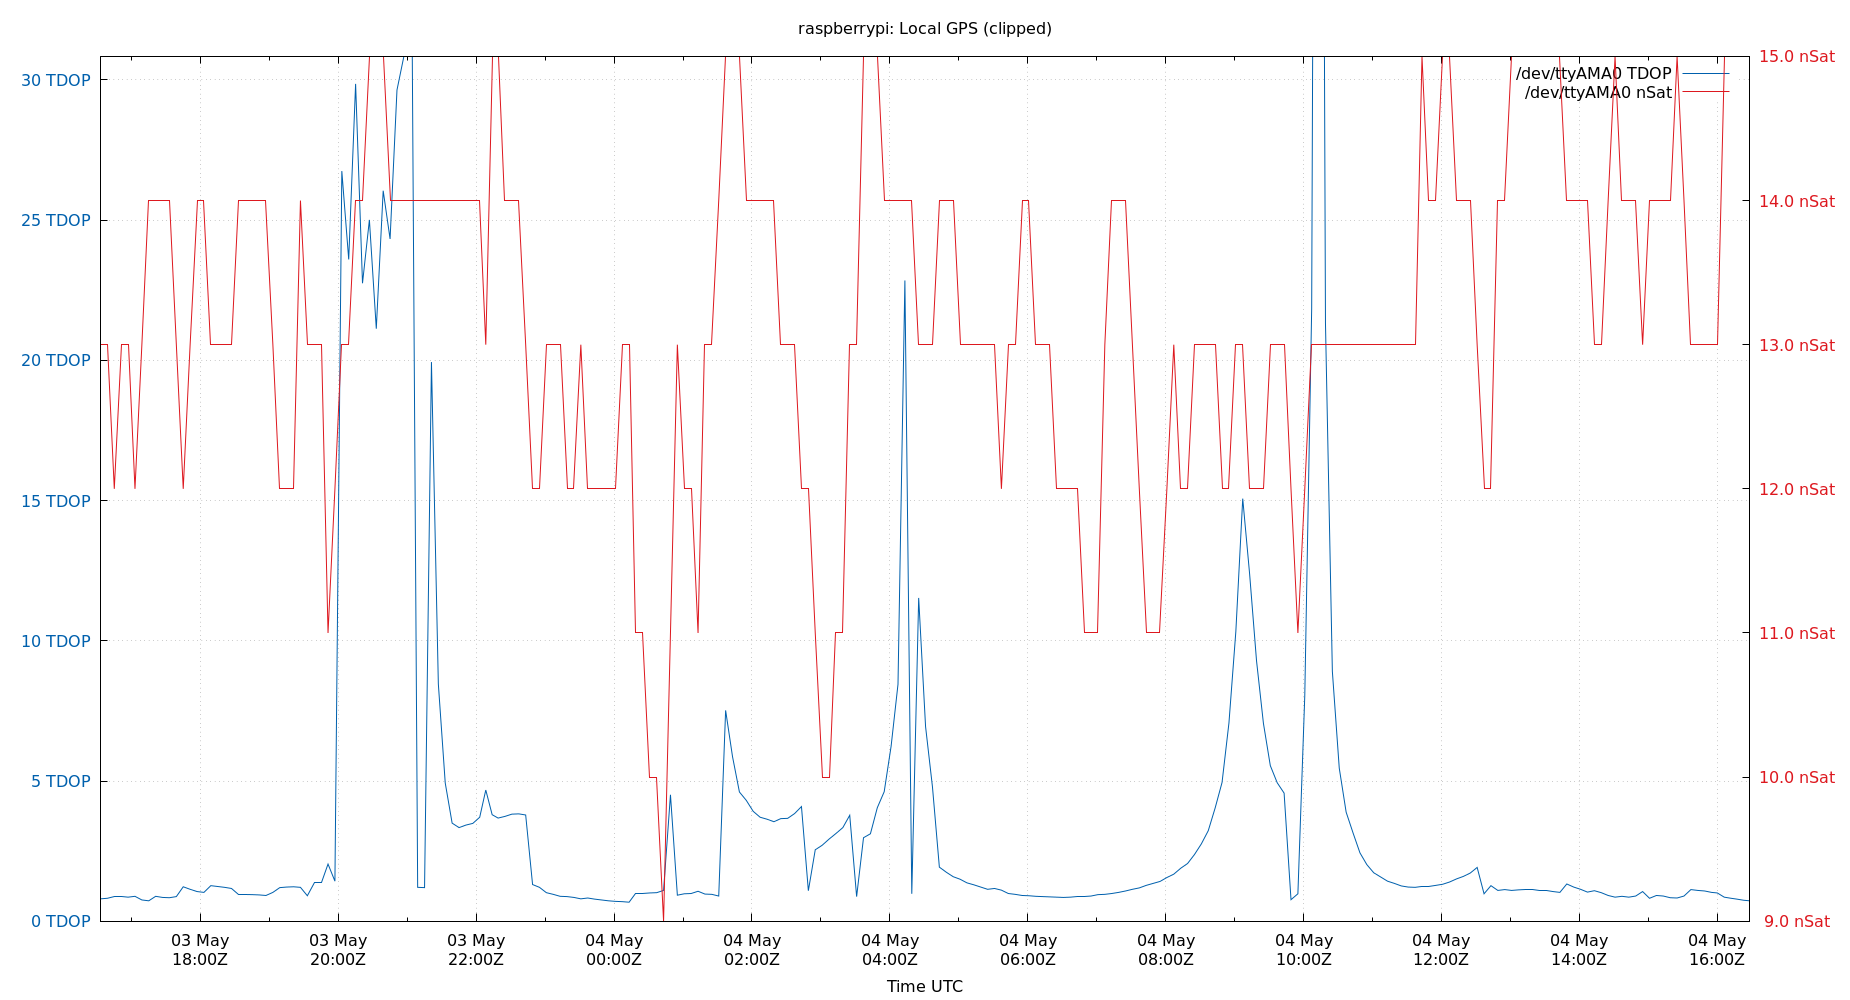 raspberrypi: Local GPS (clipped)
/dev/ttyAMA0 TDOP
/dev/ttyAMA0 nSat
30 TDOP
25 TDOP
20 TDOP
15 TDOP
10 TDOP
5 TDOP
0 TDOP
15.0 nSat
14.0 nSat
13.0 nSat
12.0 nSat
11.0 nSat
10.0 nSat
9.0 nSat
03 May
18:00Z
03 May
20:00Z
03 May
22:00Z
04 May
00:00Z
04 May
02:00Z
04 May
04:00Z
04 May
06:00Z
04 May
08:00Z
04 May
10:00Z
04 May
12:00Z
04 May
14:00Z
04 May
16:00Z
Time UTC